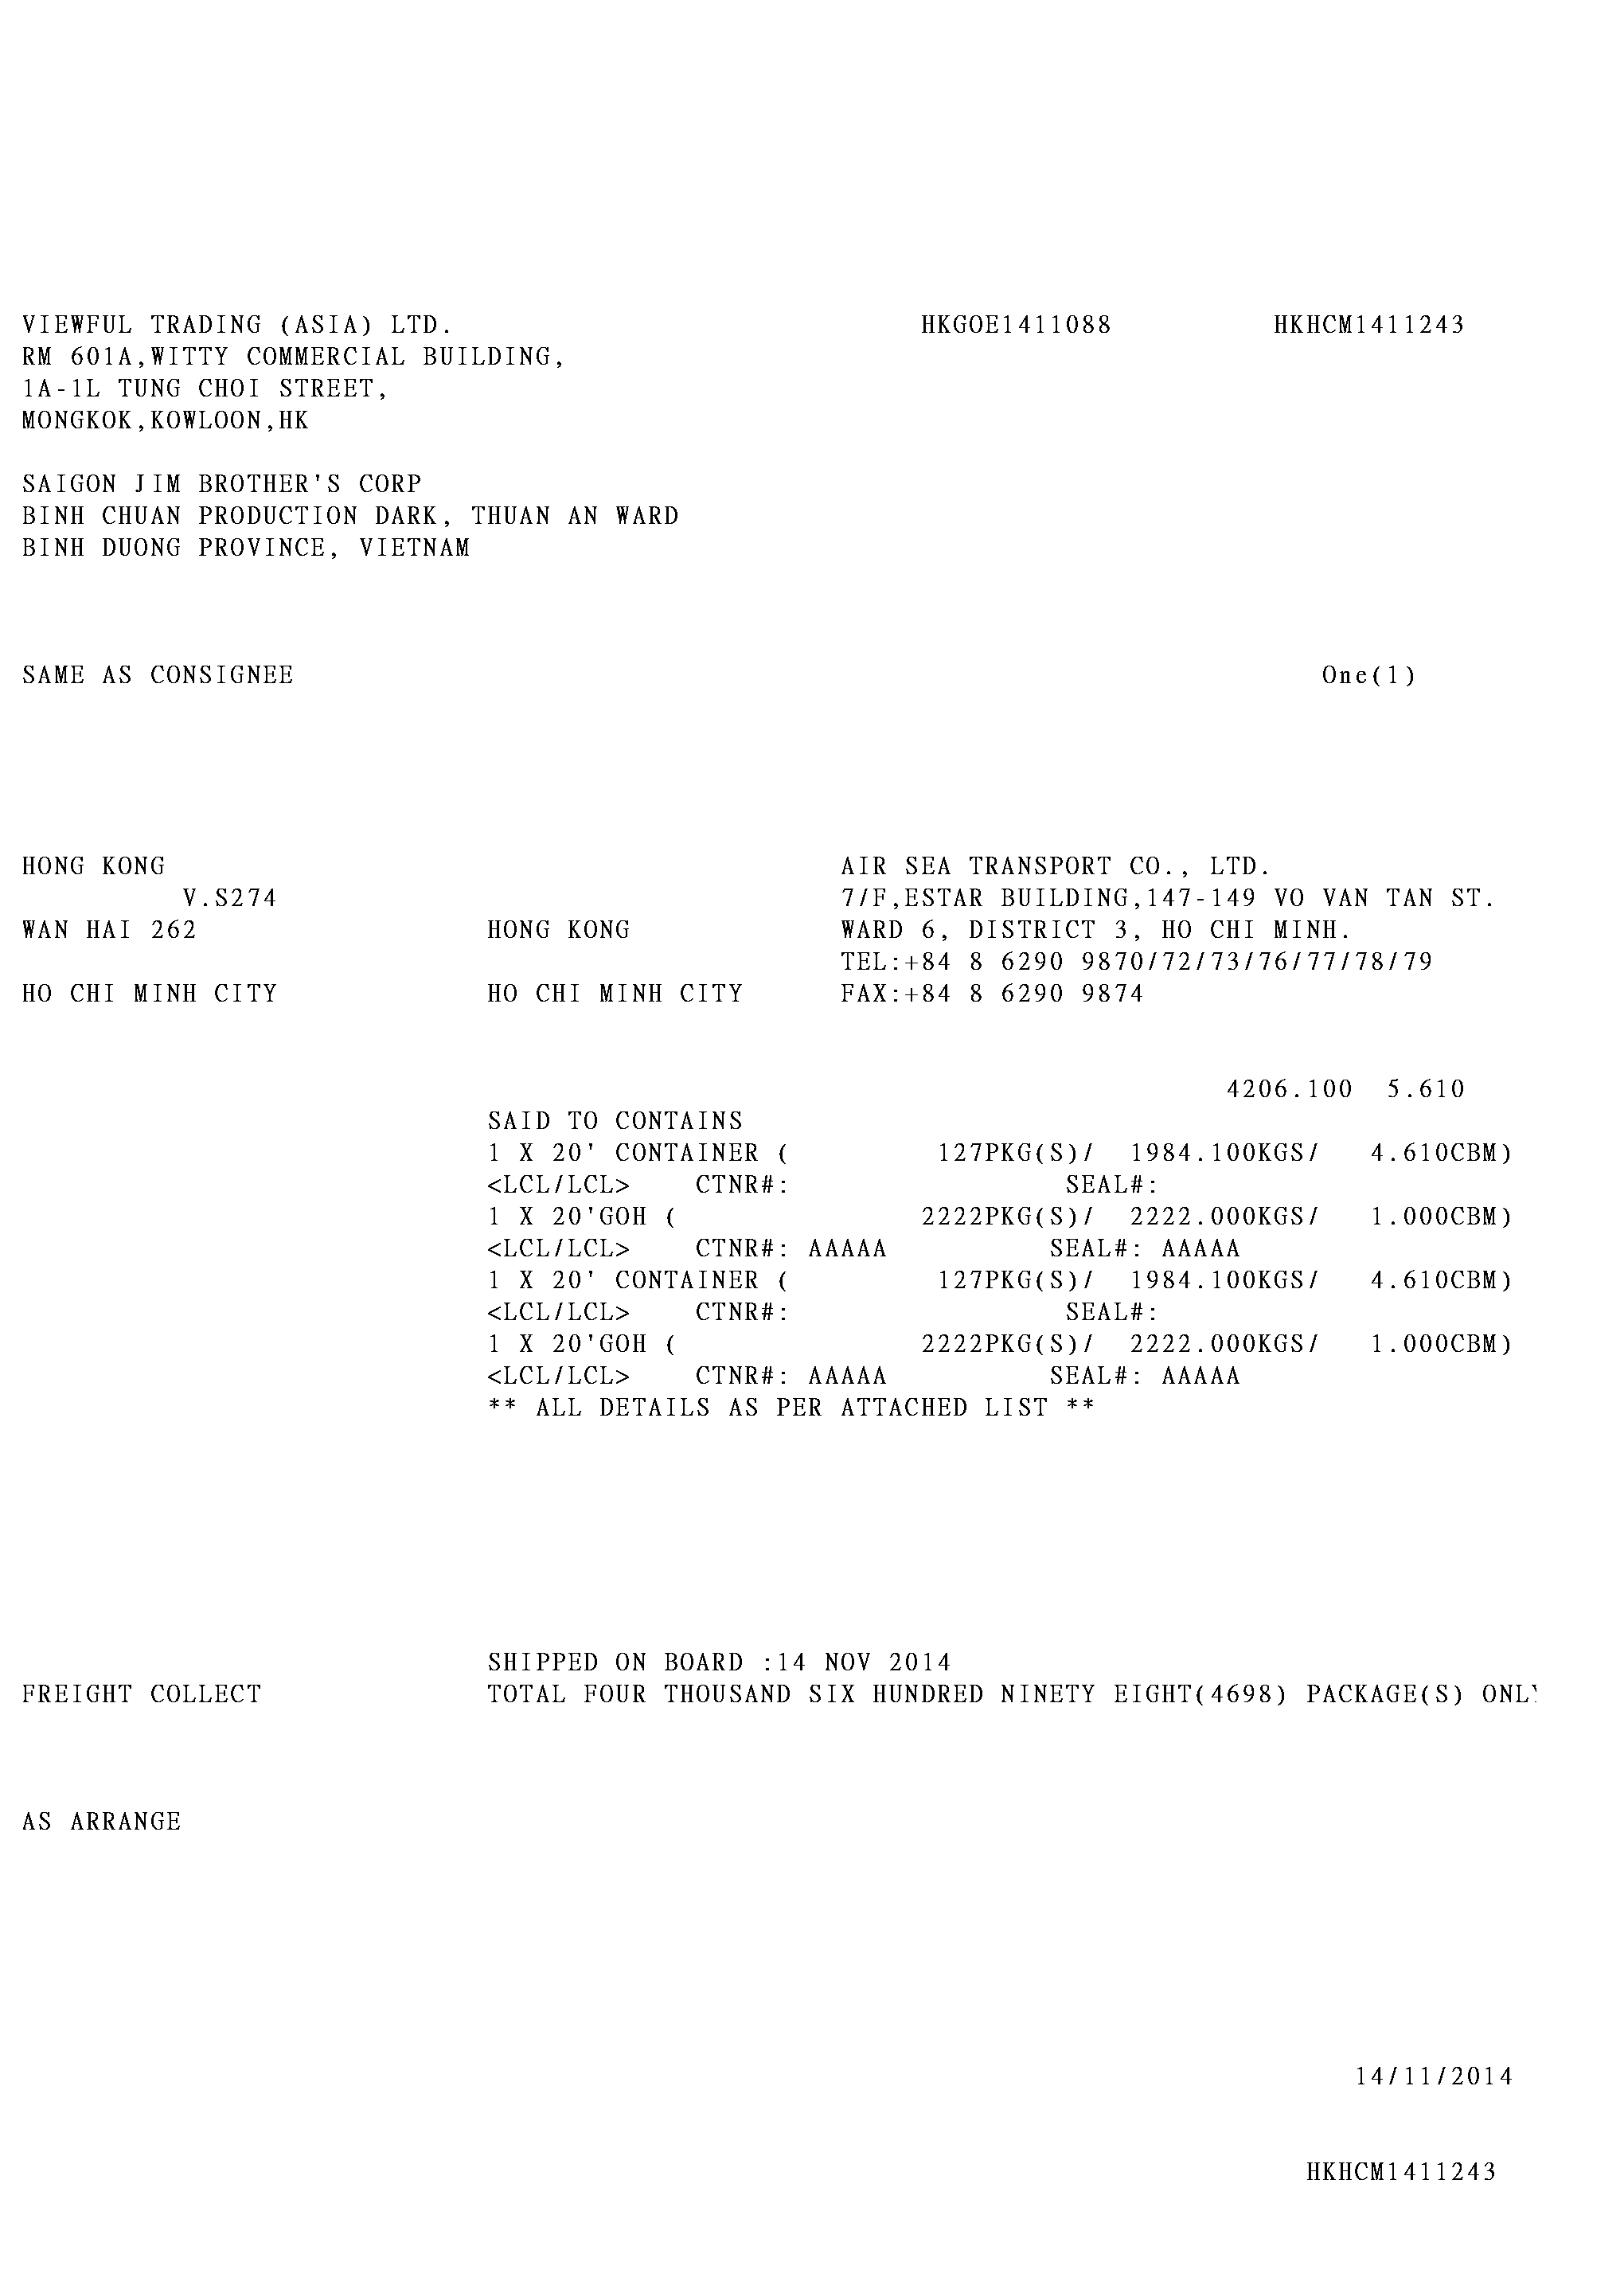 VIEWFUL TRADING (ASIA) LTD. HKGOE1411088 HKHCM1411243
RM 601A,WITTY COMMERCIAL BUILDING,
1A-1L TUNG CHOI STREET,
MONGKOK,KOWLOON,HK
SAIGON JIM BROTHER'S CORP
BINH CHUAN PRODUCTION DARK, THUAN AN WARD
BINH DUONG PROVINCE, VIETNAM
SAME AS CONSIGNEE One(1)
HONG KONG AIR SEA TRANSPORT CO., LTD.
V.S274 7/F,ESTAR BUILDING,147-149 VO VAN TAN ST.
WAN HAI 262 HONG KONG WARD 6, DISTRICT 3, HO CHI MINH.
TEL:+84 8 6290 9870/72/73/76/77/78/79
HO CHI MINH CITY HO CHI MINH CITY FAX:+84 8 6290 9874
4206.100 5.610
SAID TO CONTAINS
1 X 20' CONTAINER ( 127PKG(S)/ 1984.100KGS/ 4.610CBM)
<LCL/LCL> CTNR#: SEAL#:
1 X 20'GOH ( 2222PKG(S)/ 2222.000KGS/ 1.000CBM)
<LCL/LCL> CTNR#: AAAAA SEAL#: AAAAA
1 X 20' CONTAINER ( 127PKG(S)/ 1984.100KGS/ 4.610CBM)
<LCL/LCL> CTNR#: SEAL#:
1 X 20'GOH ( 2222PKG(S)/ 2222.000KGS/ 1.000CBM)
<LCL/LCL> CTNR#: AAAAA SEAL#: AAAAA
** ALL DETAILS AS PER ATTACHED LIST **
SHIPPED ON BOARD :14 NOV 2014
FREIGHT COLLECT TOTAL FOUR THOUSAND SIX HUNDRED NINETY EIGHT(4698) PACKAGE(S) ONLY
AS ARRANGE
14/11/2014
HKHCM1411243